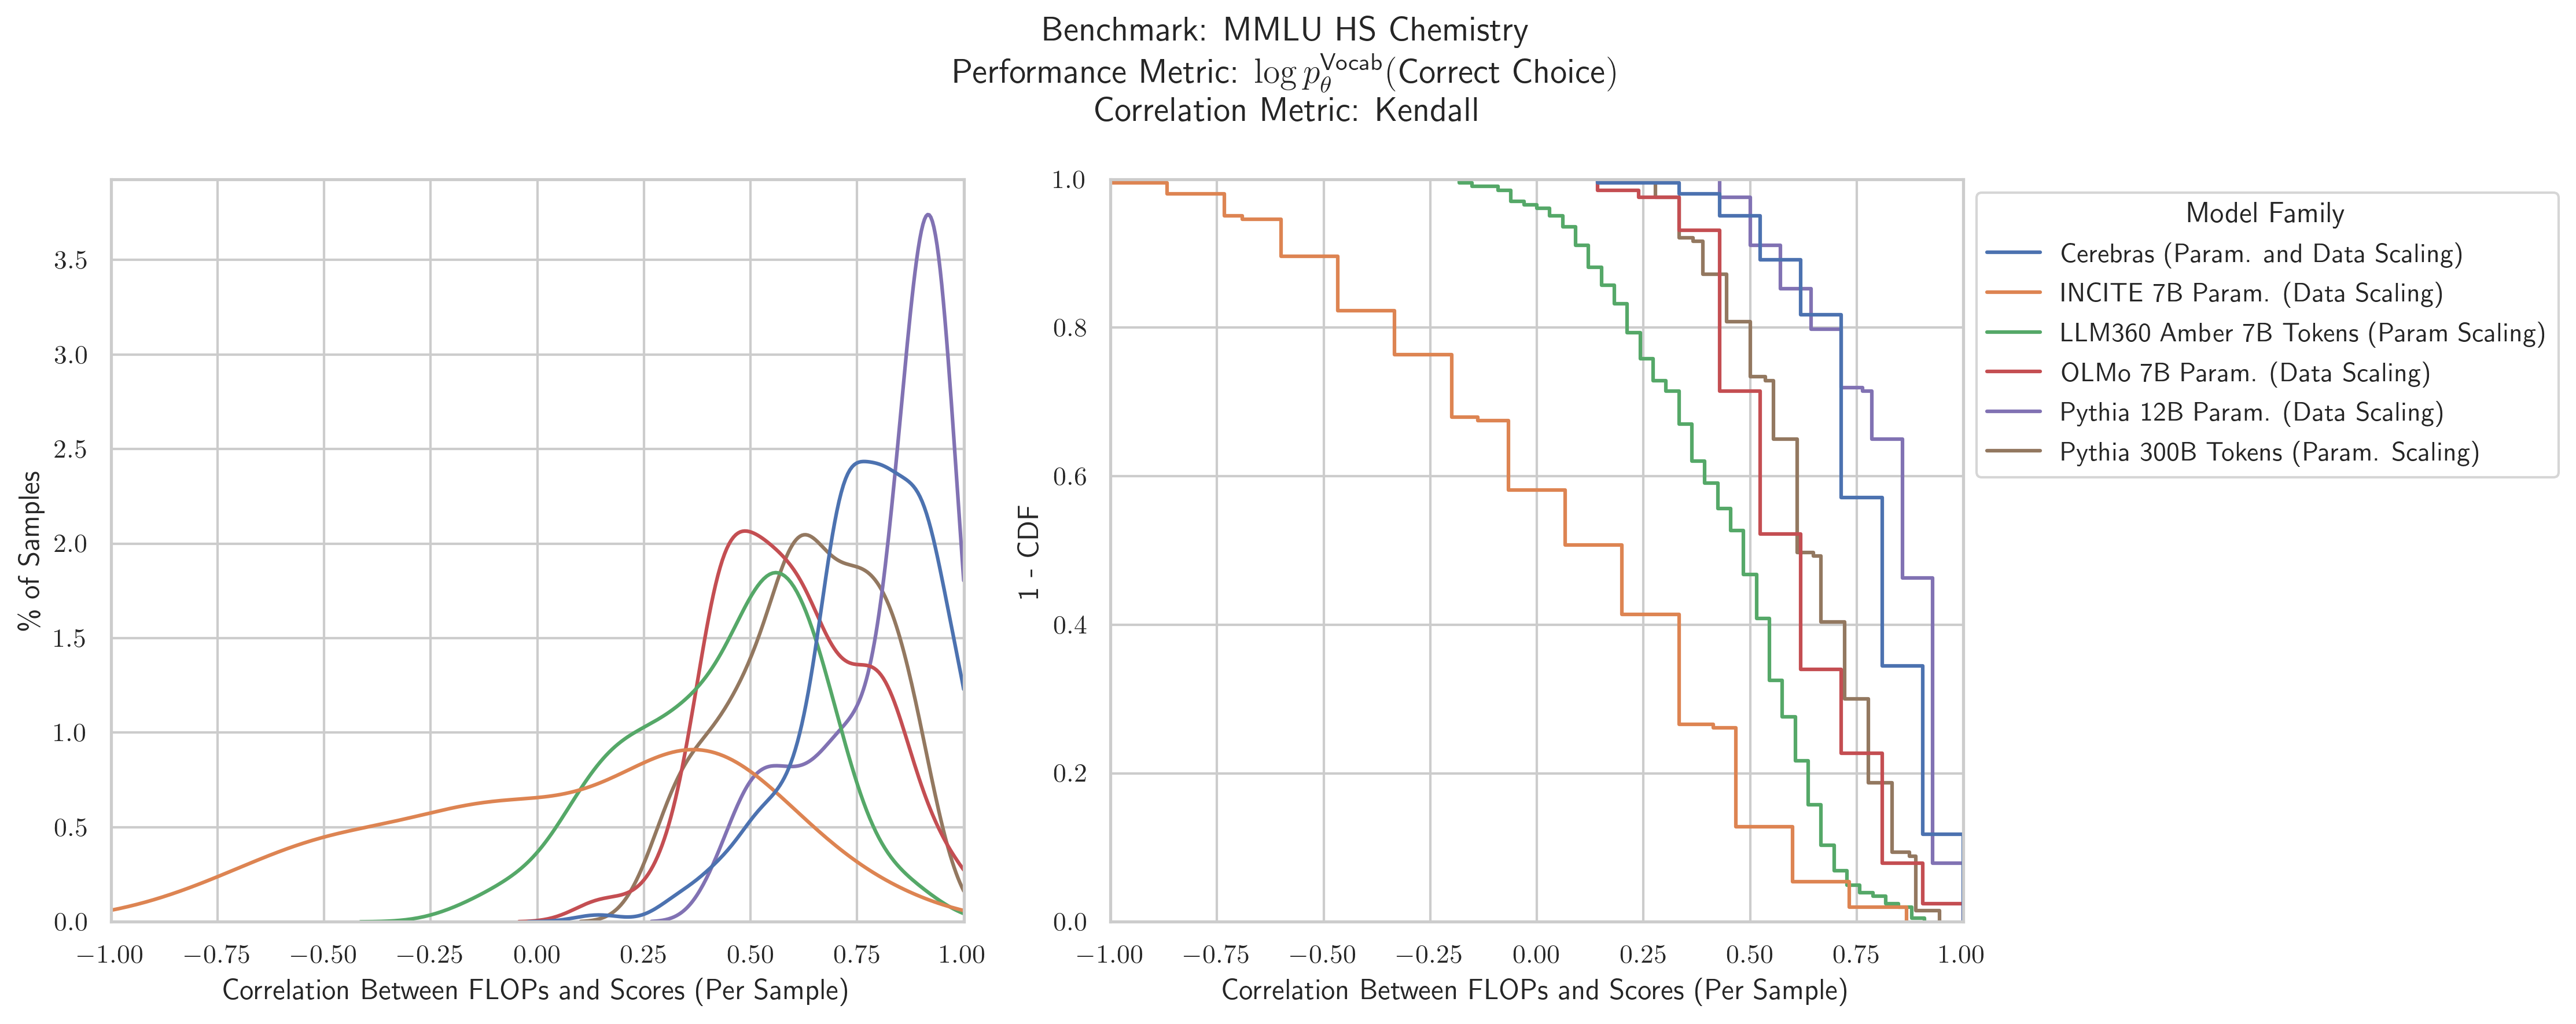 Benchmark: MMLU HS Chemistry
Performance Metric: log p_θ^Vocab(Correct Choice)
Correlation Metric: Kendall
% of Samples
3.5
3.0
2.5
2.0
1.5
1.0
0.5
0.0
−1.00 −0.75 −0.50 −0.25 0.00 0.25 0.50 0.75 1.00
Correlation Between FLOPs and Scores (Per Sample)
1 - CDF
1.0
0.8
0.6
0.4
0.2
0.0
−1.00 −0.75 −0.50 −0.25 0.00 0.25 0.50 0.75 1.00
Correlation Between FLOPs and Scores (Per Sample)
Model Family
Cerebras (Param. and Data Scaling)
INCITE 7B Param. (Data Scaling)
LLM360 Amber 7B Tokens (Param Scaling)
OLMo 7B Param. (Data Scaling)
Pythia 12B Param. (Data Scaling)
Pythia 300B Tokens (Param. Scaling)